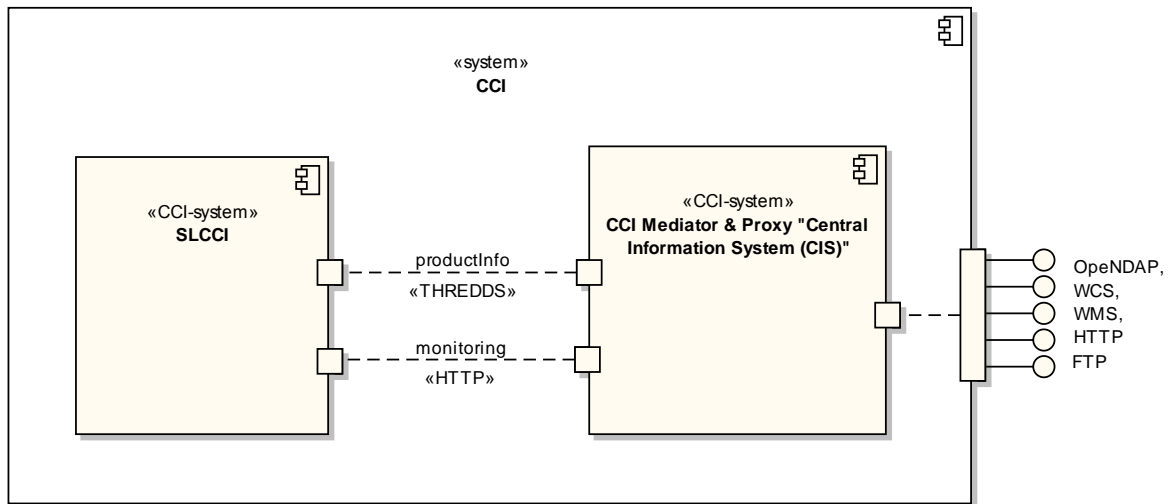 «system»
CCI
«CCI-system»
SLCCI
«CCI-system»
CCI Mediator & Proxy "Central
Information System (CIS)"
productInfo
«THREDDS»
monitoring
«HTTP»
OpeNDAP,
WCS,
WMS,
HTTP
FTP